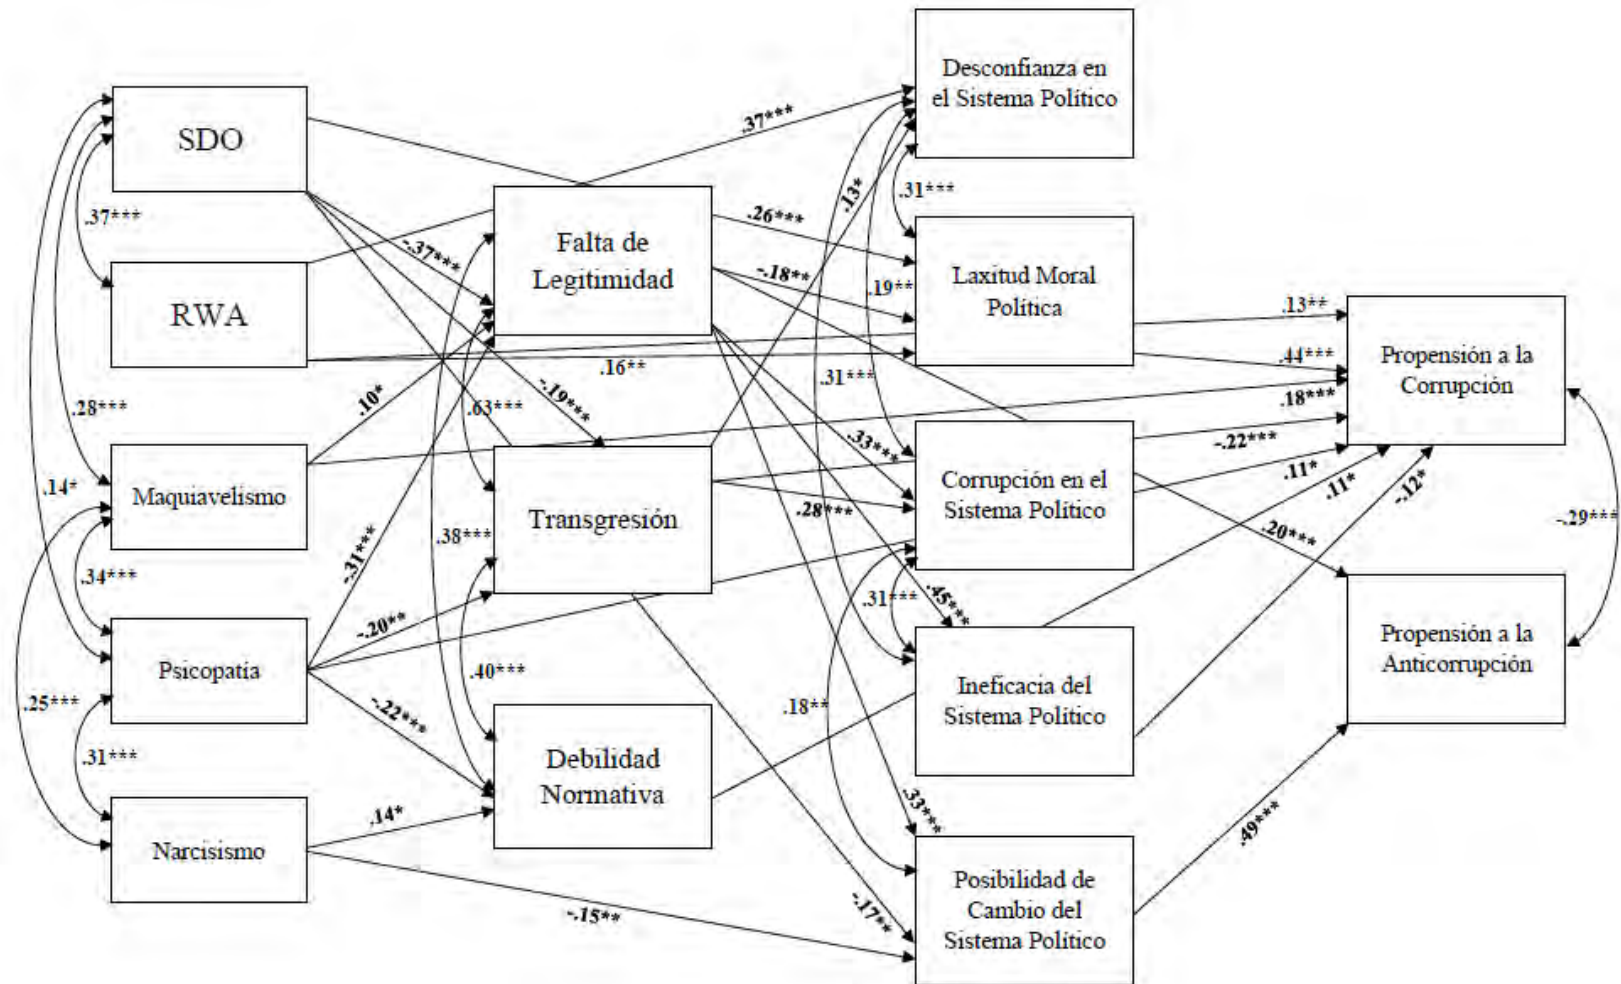 SDO
RWA
Maquiavelismo
Psicopatía
Narcisismo
.37***
.28***
.14*
.34***
.25***
.31***
Falta de
Legitimidad
Transgresión
Debilidad
Normativa
-.37***
.10*
-.19***
.63***
-.31***
.38***
-.20**
.40***
-.22***
.14*
-.15**
.16**
.37***
.13*
.26***
-.18**
.33***
.28***
.45***
.33***
-.17**
Desconfianza en
el Sistema Político
Laxitud Moral
Política
Corrupción en el
Sistema Político
Ineficacia del
Sistema Político
Posibilidad de
Cambio del
Sistema Político
.31***
.19**
.31***
.31***
.18**
.13**
.44***
.18***
-.22***
.11*
.11*
-.12*
.20***
.49***
Propensión a la
Corrupción
Propensión a la
Anticorrupción
-.29***